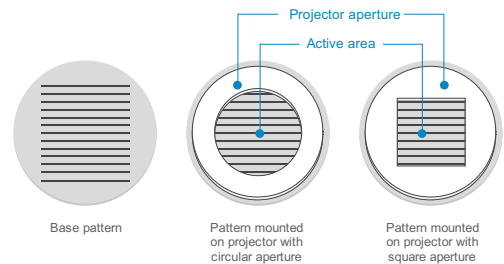 Projector aperture
Active area
Base pattern
Pattern mounted
on projector with
circular aperture
Pattern mounted
on projector with
square aperture